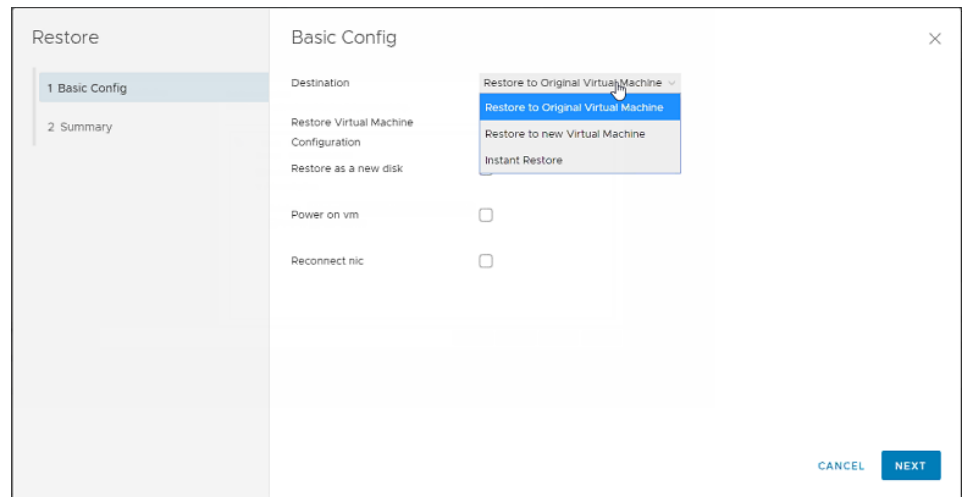 Restore
1 Basic Config
2 Summary
Basic Config
Destination
Restore to Original Virtual Machine
Restore to Original Virtual Machine
Restore to new Virtual Machine
Instant Restore
Restore Virtual Machine
Configuration
Restore as a new disk
Power on vm
Reconnect nic
CANCEL
NEXT